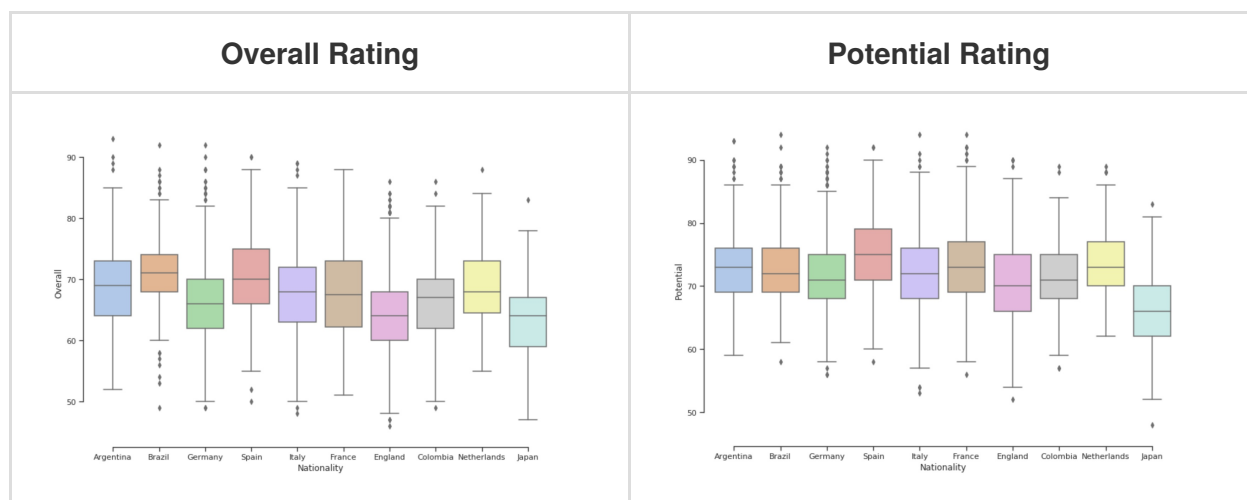 Overall Rating
Potential Rating
90
80
70
60
50
Overall
Argentina Brazil Germany Spain Italy France England Colombia Netherlands Japan
Nationality
90
80
70
60
50
Potential
Argentina Brazil Germany Spain Italy France England Colombia Netherlands Japan
Nationality